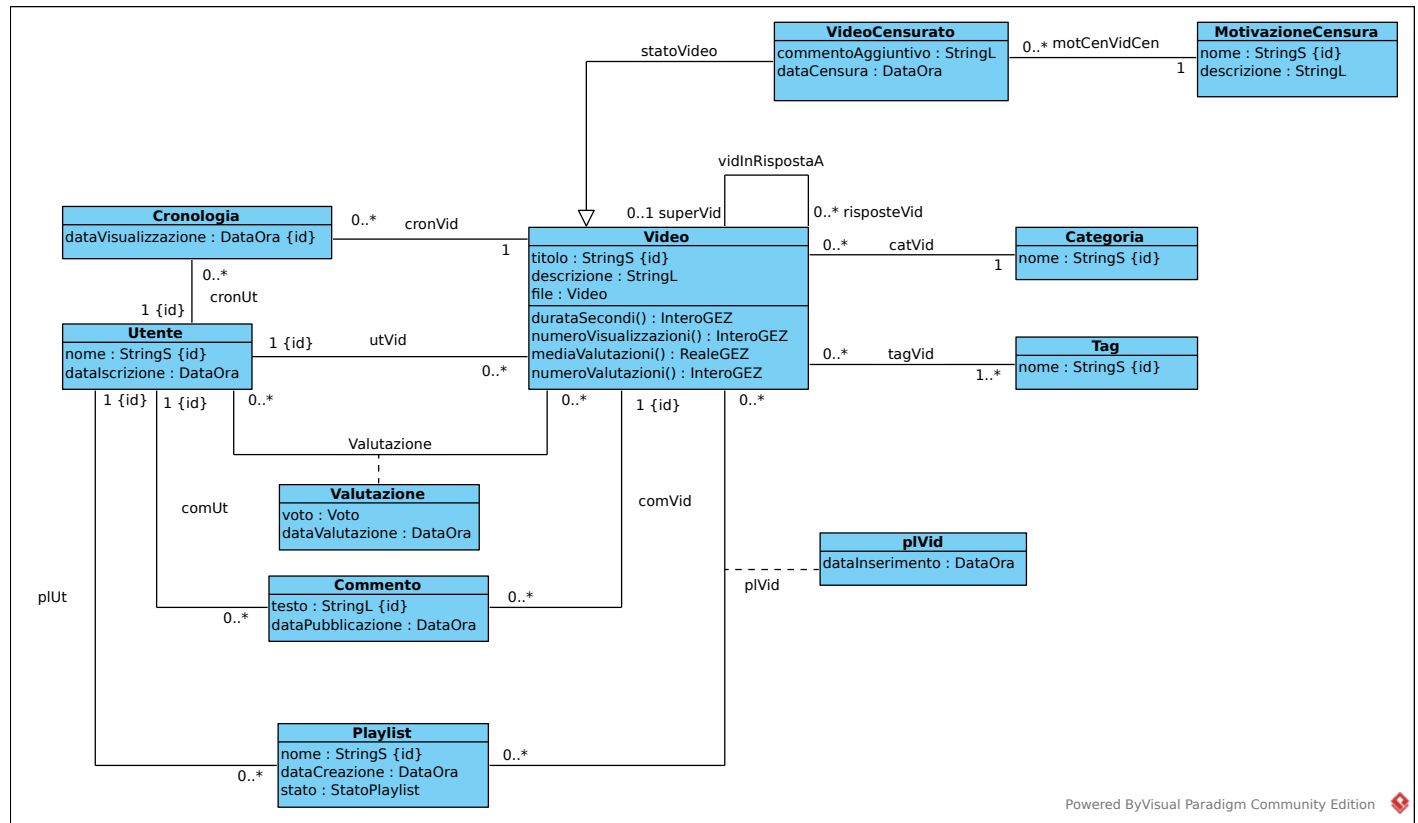 VideoCensurato
commentoAggiuntivo : StringL
dataCensura : DataOra
MotivazioneCensura
nome : StringS {id}
descrizione : StringL
statoVideo
0..* motCenVidCen
1
vidInRispostaA
0..1 superVid
0..* risposteVid
Cronologia
dataVisualizzazione : DataOra {id}
0..*
cronVid
1
Video
titolo : StringS {id}
descrizione : StringL
file : Video
durataSecondi() : InteroGEZ
numeroVisualizzazioni() : InteroGEZ
mediaValutazioni() : RealeGEZ
numeroValutazioni() : InteroGEZ
0..*
catVid
1
Categoria
nome : StringS {id}
0..*
cronUt
1 {id}
Utente
nome : StringS {id}
dataIscrizione : DataOra
1 {id}
utVid
0..*
0..*
tagVid
1..*
Tag
nome : StringS {id}
1 {id}
1 {id}
0..*
0..*
1 {id}
0..*
Valutazione
Valutazione
voto : Voto
dataValutazione : DataOra
comUt
comVid
plVid
dataInserimento : DataOra
plVid
Commento
testo : StringL {id}
dataPubblicazione : DataOra
0..*
0..*
plUt
Playlist
nome : StringS {id}
dataCreazione : DataOra
stato : StatoPlaylist
0..*
0..*
Powered ByVisual Paradigm Community Edition